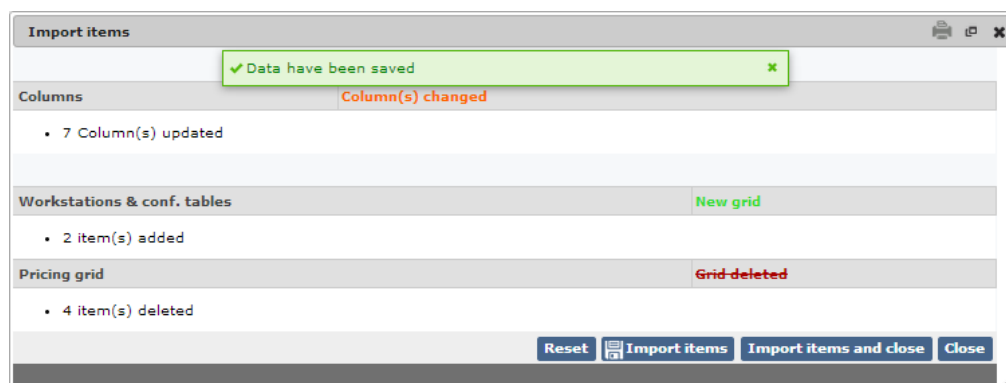 Import items
Data have been saved
Columns Column(s) changed
• 7 Column(s) updated
Workstations & conf. tables New grid
• 2 item(s) added
Pricing grid Grid deleted
• 4 item(s) deleted
Reset Import items Import items and close Close